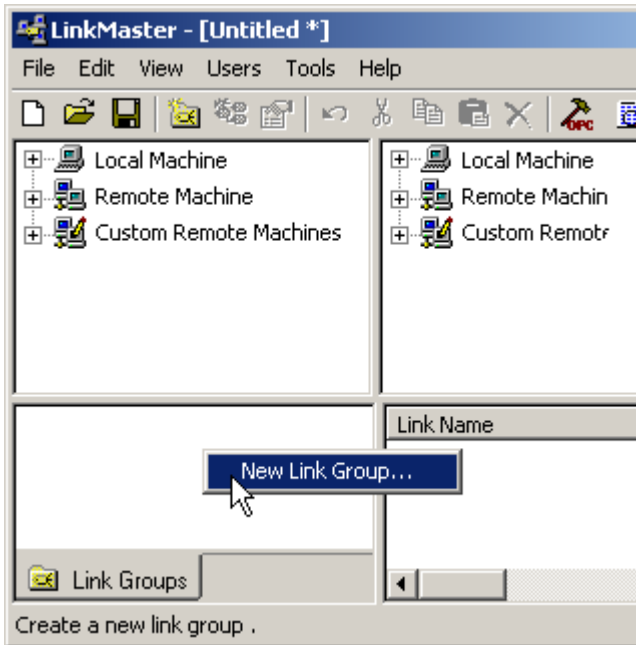 LinkMaster - [Untitled *]
File Edit View Users Tools Help
OPC
Local Machine
Remote Machine
Custom Remote Machines
Local Machine
Remote Machin
Custom Remote
Link Name
New Link Group...
Link Groups
Create a new link group .